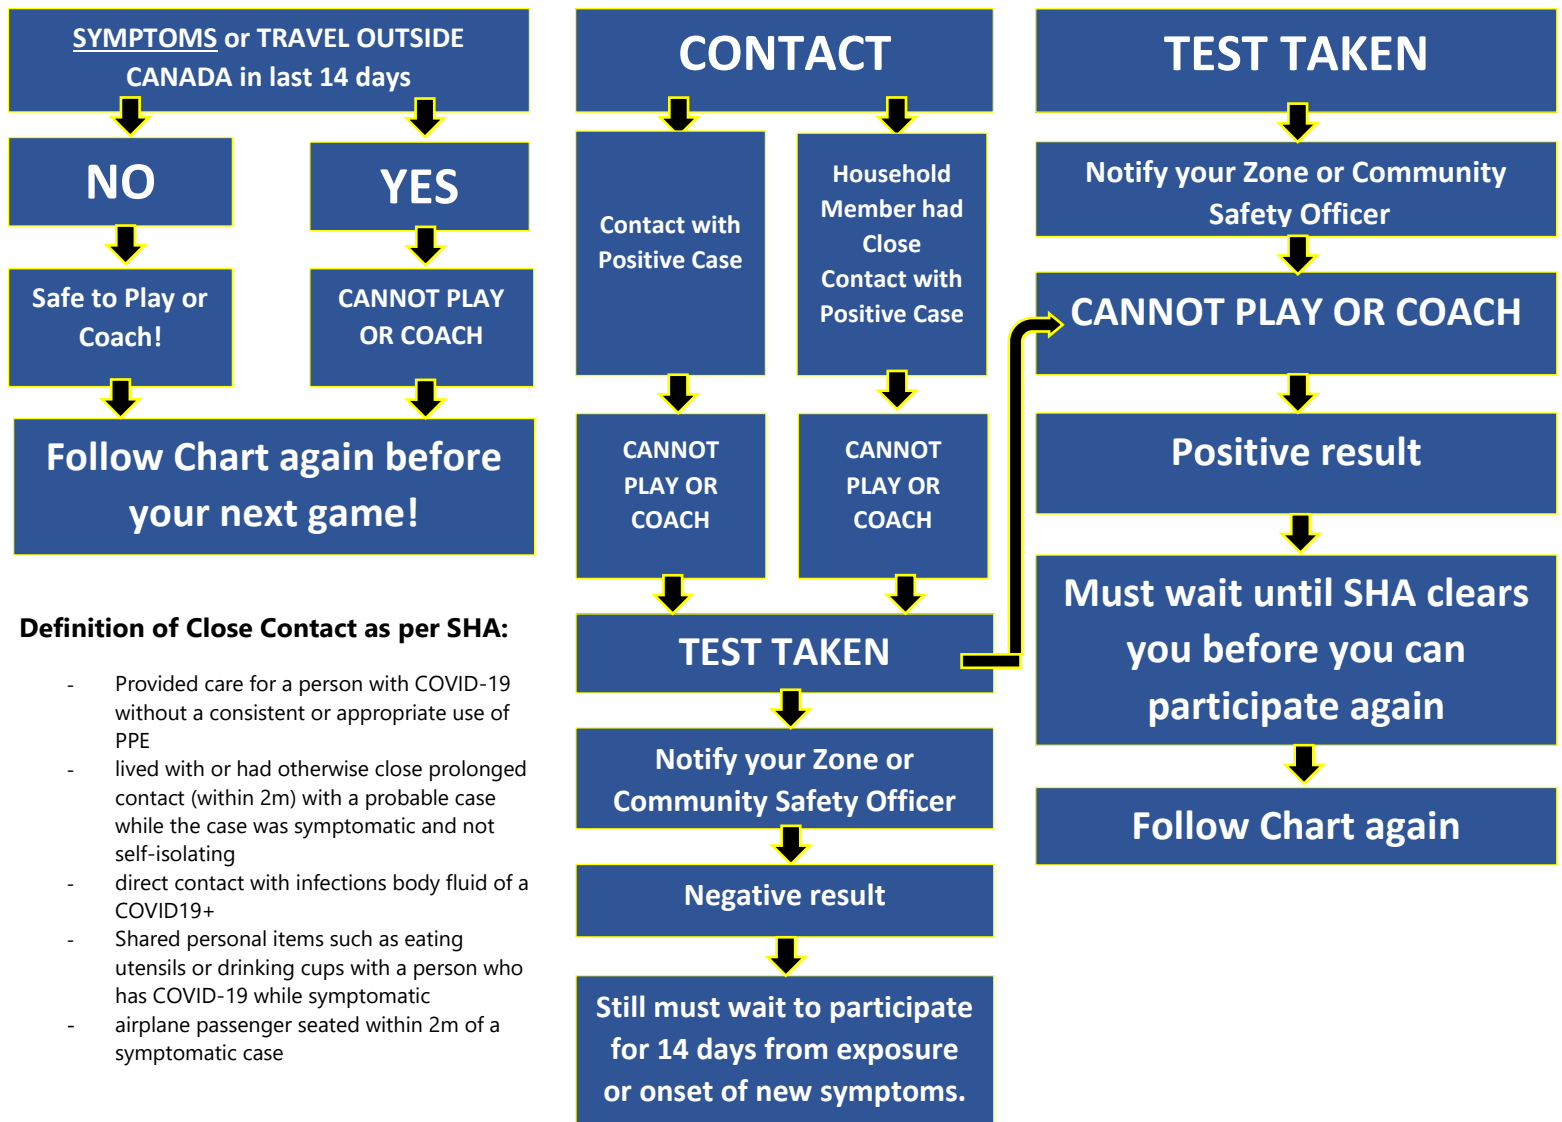 SYMPTOMS or TRAVEL OUTSIDE
CANADA in last 14 days
NO
YES
Safe to Play or
Coach!
CANNOT PLAY
OR COACH
Follow Chart again before
your next game!
Definition of Close Contact as per SHA:
- Provided care for a person with COVID-19
without a consistent or appropriate use of
PPE
- lived with or had otherwise close prolonged
contact (within 2m) with a probable case
while the case was symptomatic and not
self-isolating
- direct contact with infections body fluid of a
COVID19+
- Shared personal items such as eating
utensils or drinking cups with a person who
has COVID-19 while symptomatic
- airplane passenger seated within 2m of a
symptomatic case
CONTACT
Contact with
Positive Case
Household
Member had
Close
Contact with
Positive Case
CANNOT
PLAY OR
COACH
CANNOT
PLAY OR
COACH
TEST TAKEN
Notify your Zone or
Community Safety Officer
Negative result
Still must wait to participate
for 14 days from exposure
or onset of new symptoms.
TEST TAKEN
Notify your Zone or Community
Safety Officer
CANNOT PLAY OR COACH
Positive result
Must wait until SHA clears
you before you can
participate again
Follow Chart again